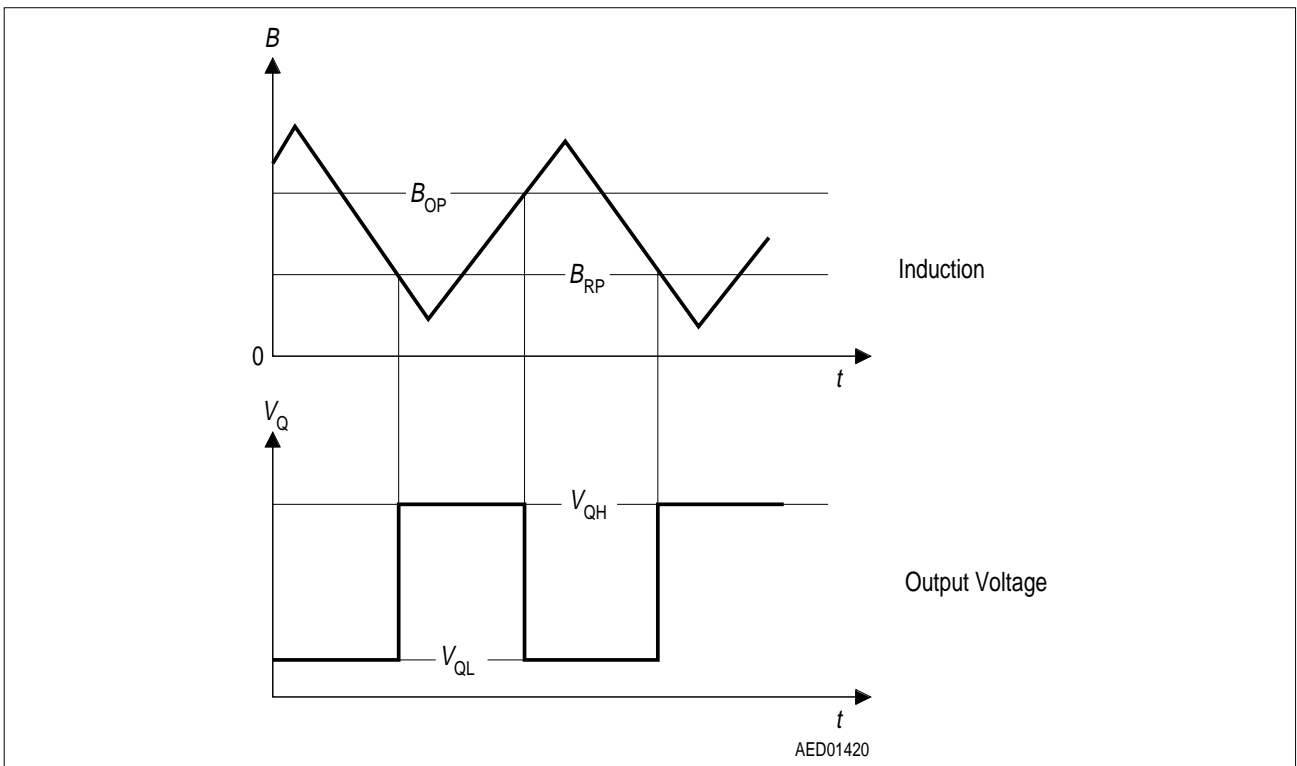 B
B_OP
B_RP
Induction
0
t
V_Q
V_QH
Output Voltage
V_QL
t
AED01420